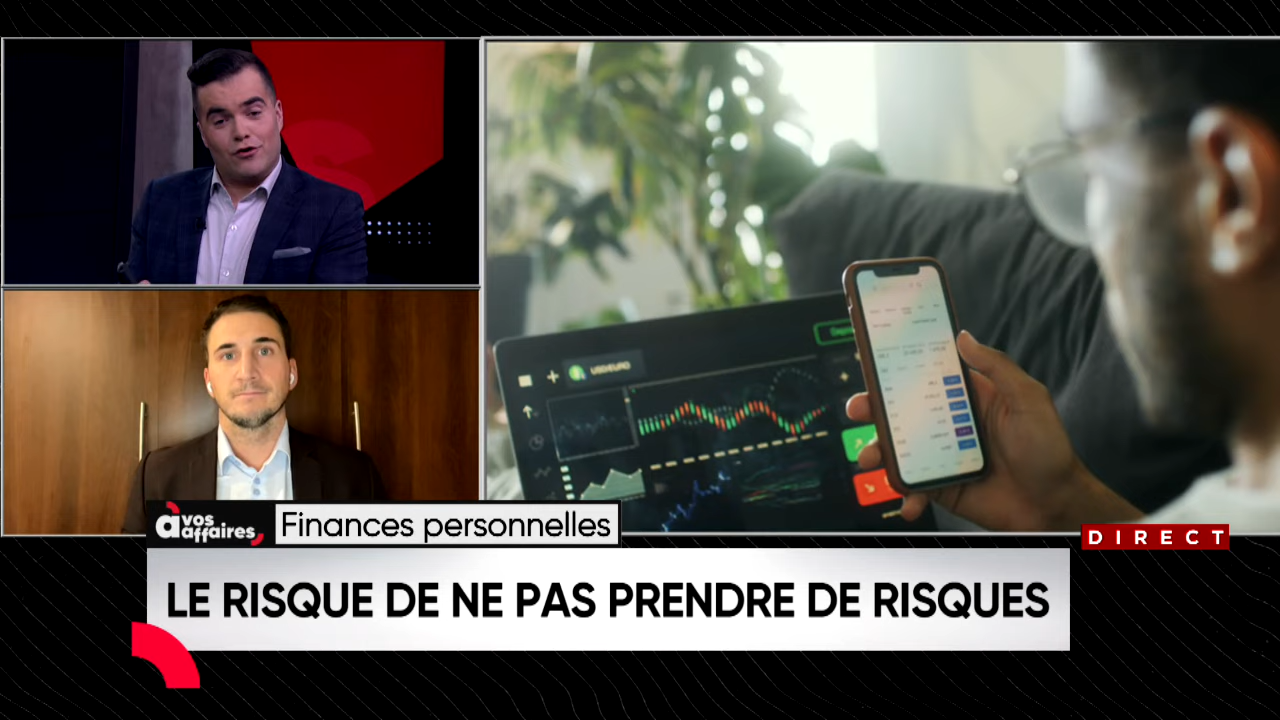 à vos
affaires
Finances personnelles
DIRECT
LE RISQUE DE NE PAS PRENDRE DE RISQUES